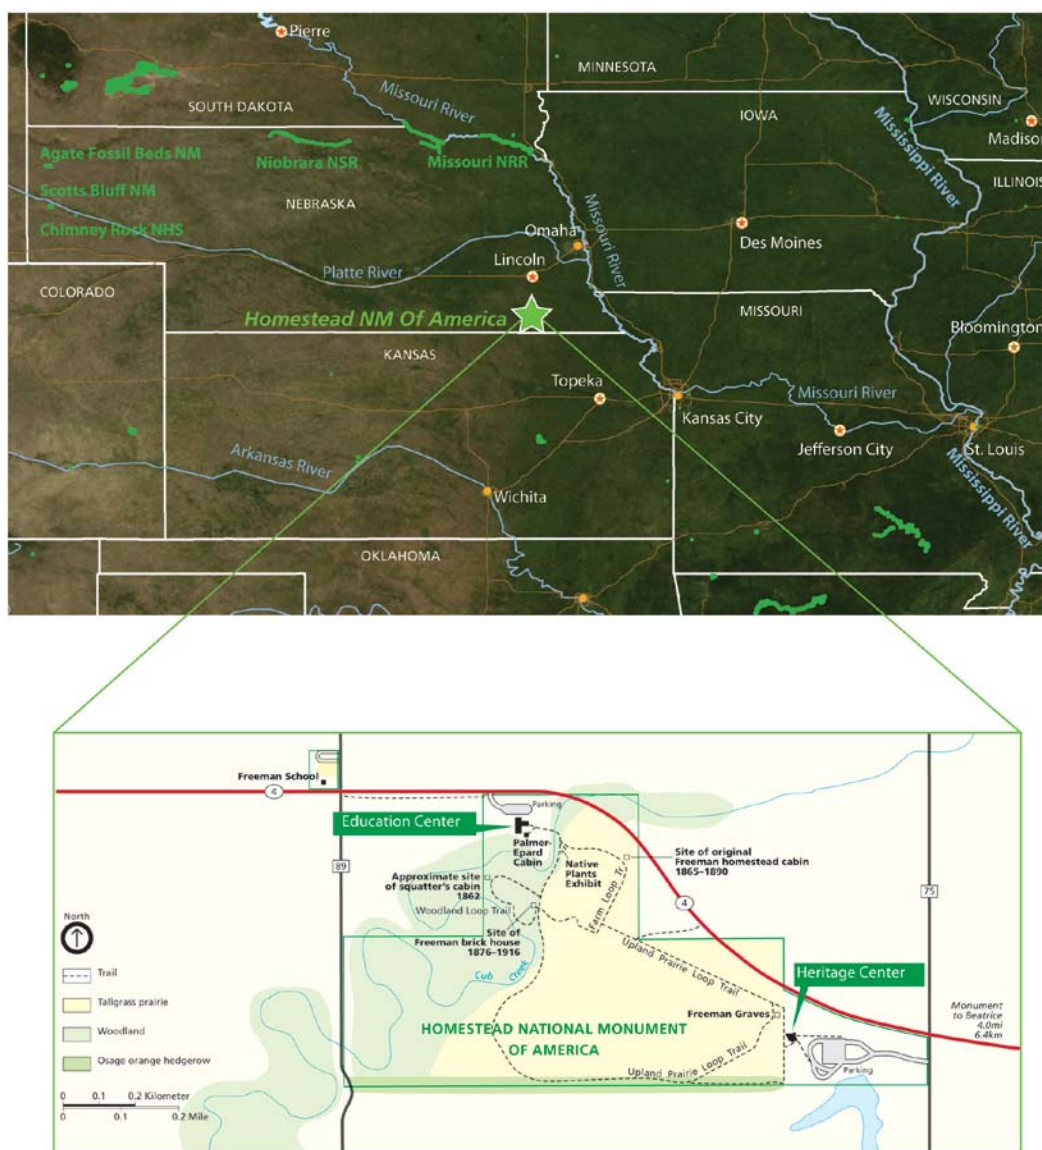 Pierre
MINNESOTA
WISCONSIN
Missouri River
SOUTH DAKOTA
IOWA
Madison
Mississippi River
Agate Fossil Beds NM
Niobrara NSR
Missouri NRR
ILLINOIS
Scotts Bluff NM
NEBRASKA
Chimney Rosk NHS
Omaha
Missouri River
Des Moines
Lincoln
Platte River
COLORADO
Homestead NM Of America
MISSOURI
Bloomington
KANSAS
Topeka
Missouri River
Kansas City
Jefferson City
St. Louis
Arkansas River
Wichita
Mississippi River
OKLAHOMA
Freeman School
4
Parking
Education Center
Palmer-
Epard
Cabin
Native
Plants
Exhibit
Site of original
Freeman homestead cabin
1865–1890
89
Approximate site
of squatter's cabin
1862
75
Woodland Loop Trail
Farm Loop Tr
4
North
Site of
Freeman brick house
1876–1916
Upland Prairie Loop Trail
Cub Creek
Heritage Center
Trail
Tallgrass prairie
Woodland
Osage orange hedgerow
Freeman Graves
HOMESTEAD NATIONAL MONUMENT
OF AMERICA
Monument
to Beatrice
4.0mi
6.4km
Upland Prairie Loop Trail
Parking
0 0.1 0.2 Kilometer
0 0.1 0.2 Mile